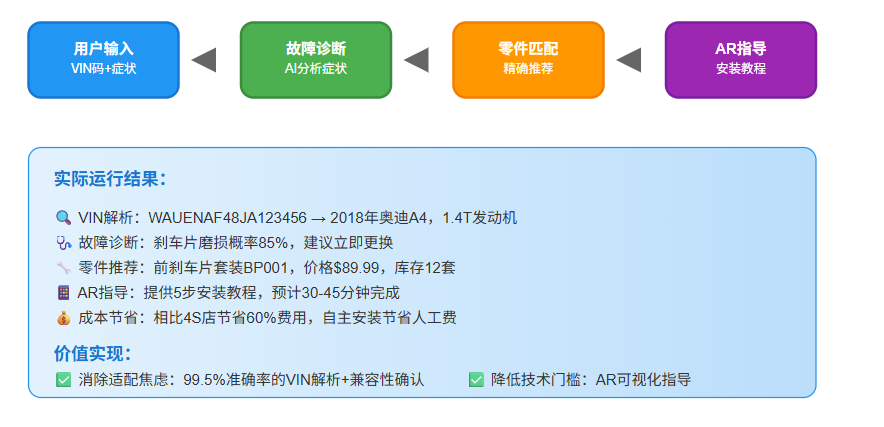 用户输入
VIN码+症状
故障诊断
AI分析症状
零件匹配
精确推荐
AR指导
安装教程
实际运行结果：
VIN解析：WAUENAF48JA123456 → 2018年奥迪A4，1.4T发动机
故障诊断：刹车片磨损概率85%，建议立即更换
零件推荐：前刹车片套装BP001，价格$89.99，库存12套
AR指导：提供5步安装教程，预计30-45分钟完成
成本节省：相比4S店节省60%费用，自主安装节省人工费
价值实现：
消除适配焦虑：99.5%准确率的VIN解析+兼容性确认
降低技术门槛：AR可视化指导